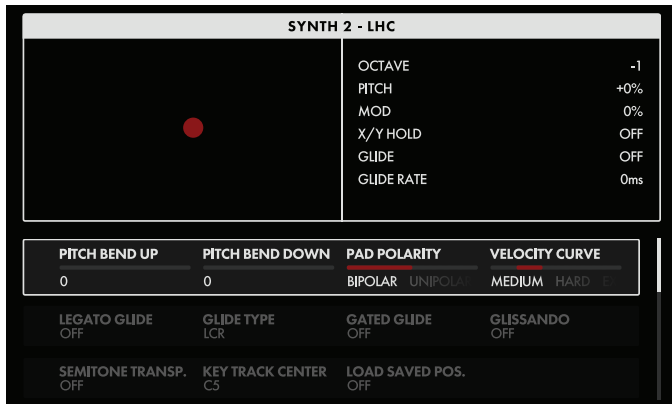 SYNTH 2 - LHC
OCTAVE -1
PITCH +0%
MOD 0%
X/Y HOLD OFF
GLIDE OFF
GLIDE RATE 0ms
PITCH BEND UP PITCH BEND DOWN PAD POLARITY VELOCITY CURVE
0 0 BIPOLAR UNIPOLAR MEDIUM HARD
LEGATO GLIDE GLIDE TYPE GATED GLIDE GLISSANDO
OFF LCR OFF OFF
SEMITONE TRANSP. KEY TRACK CENTER LOAD SAVED POS.
OFF C5 OFF